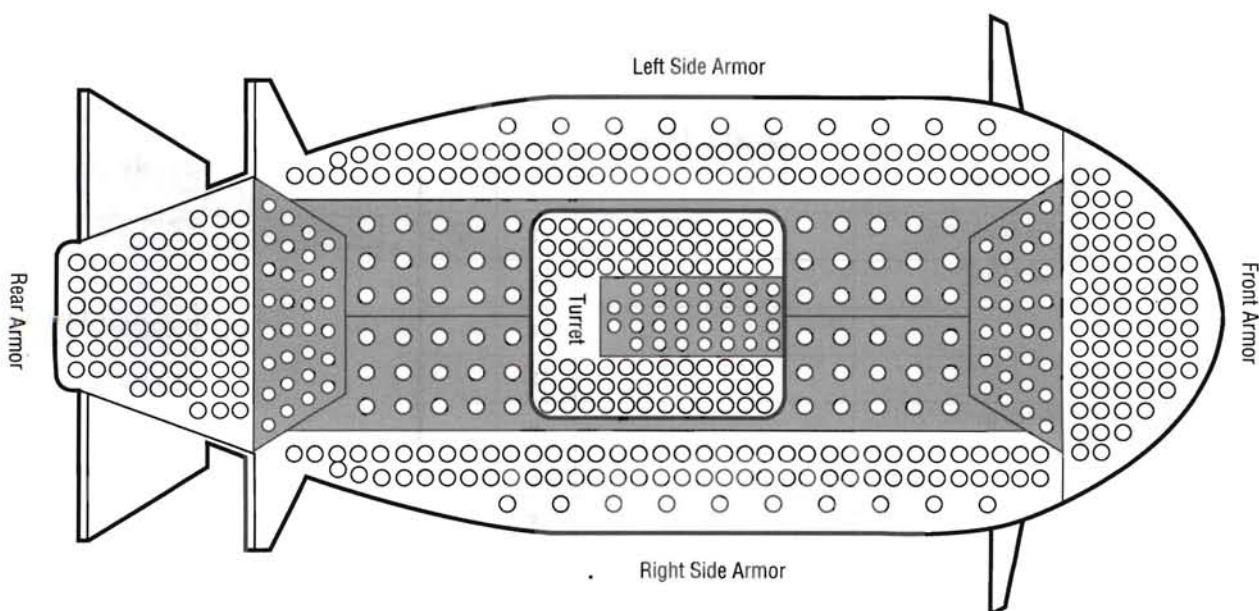 Left Side Armor
Rear Armor
Turret
Front Armor
Right Side Armor